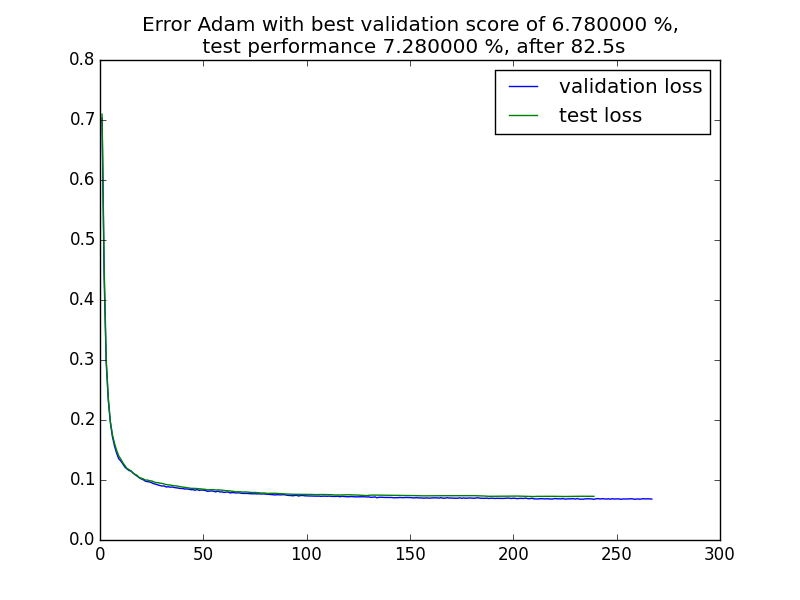 Error Adam with best validation score of 6.780000 %,
test performance 7.280000 %, after 82.5s
0.8
validation loss
test loss
0.7
0.6
0.5
0.4
0.3
0.2
0.1
0.0
0 50 100 150 200 250 300